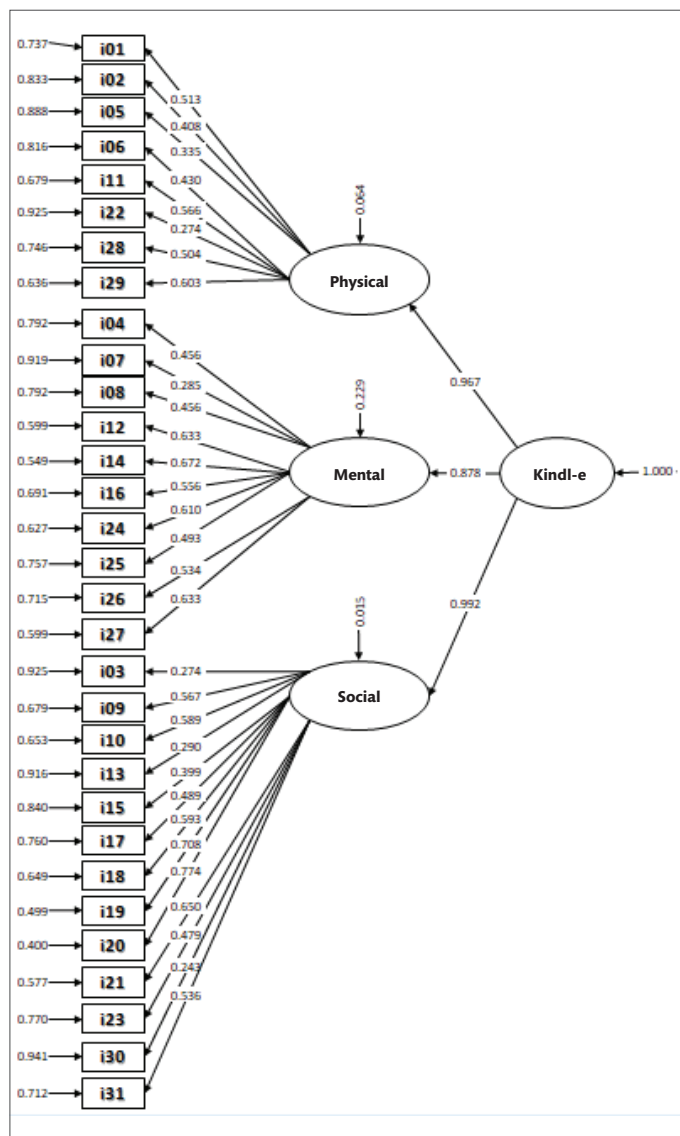 0.737 i01
0.833 i02
0.513
0.888 i05
0.408
0.816 i06
0.335
0.679 i11
0.430
0.925 i22
0.566
0.274
0.746 i28
0.504
0.636 i29
0.603
0.064
Physical
0.792 i04
0.919 i07
0.456
0.792 i08
0.285
0.456
0.599 i12
0.633
0.549 i14
0.672
0.691 i16
0.556
0.627 i24
0.610
0.757 i25
0.493
0.715 i26
0.534
0.599 i27
0.633
0.229
Mental
0.967
0.878
0.992
Kindl-e
1.000
0.925 i03
0.274
0.679 i09
0.567
0.653 i10
0.589
0.916 i13
0.290
0.840 i15
0.399
0.760 i17
0.489
0.649 i18
0.593
0.499 i19
0.708
0.400 i20
0.774
0.577 i21
0.650
0.770 i23
0.479
0.941 i30
0.243
0.712 i31
0.536
0.015
Social